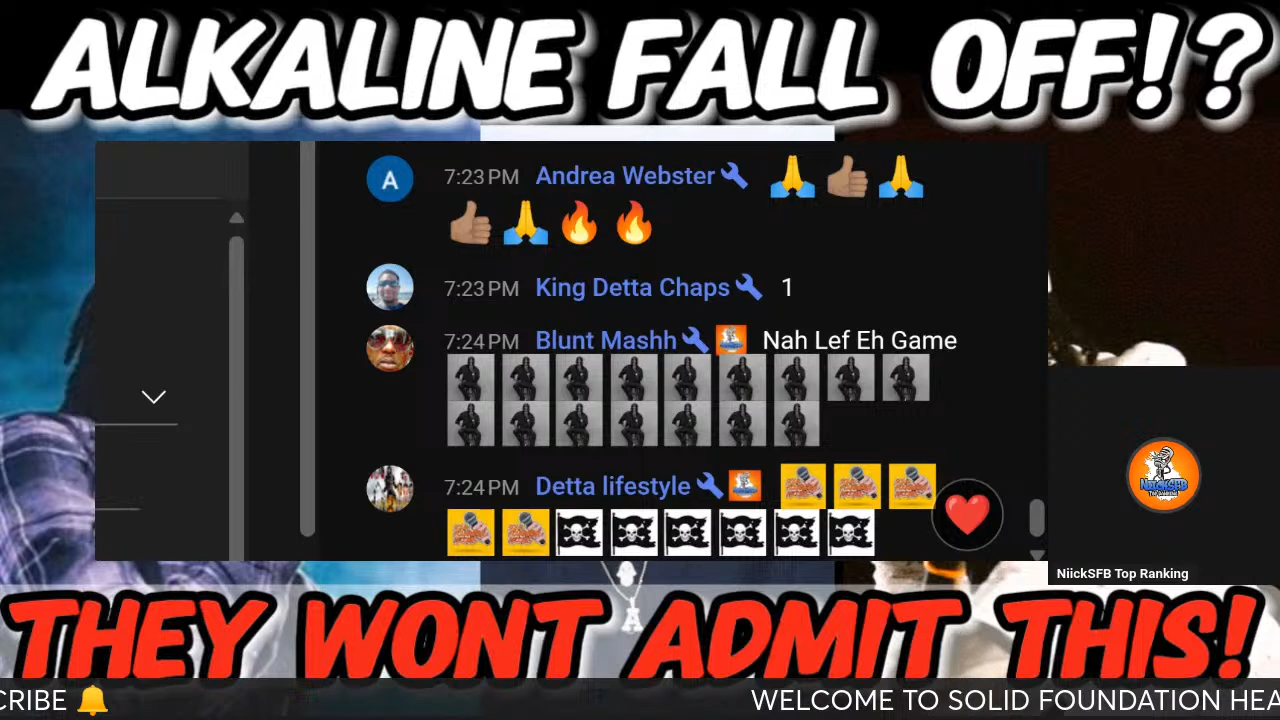 ALKALINE FALL OFF!?
A 7:23 PM Andrea Webster 🙏 👍🏽 🙏
👍🏽 🙏 🔥 🔥
7:23 PM King Detta Chaps 1
7:24 PM Blunt Mashh Nah Lef Eh Game
7:24 PM Detta lifestyle
🏴‍☠️ 🏴‍☠️ 🏴‍☠️ 🏴‍☠️ 🏴‍☠️ 🏴‍☠️
NIICKSFB
NiickSFB Top Ranking
A
THEY WONT ADMIT THIS!
CRIBE 🔔 WELCOME TO SOLID FOUNDATION HEA